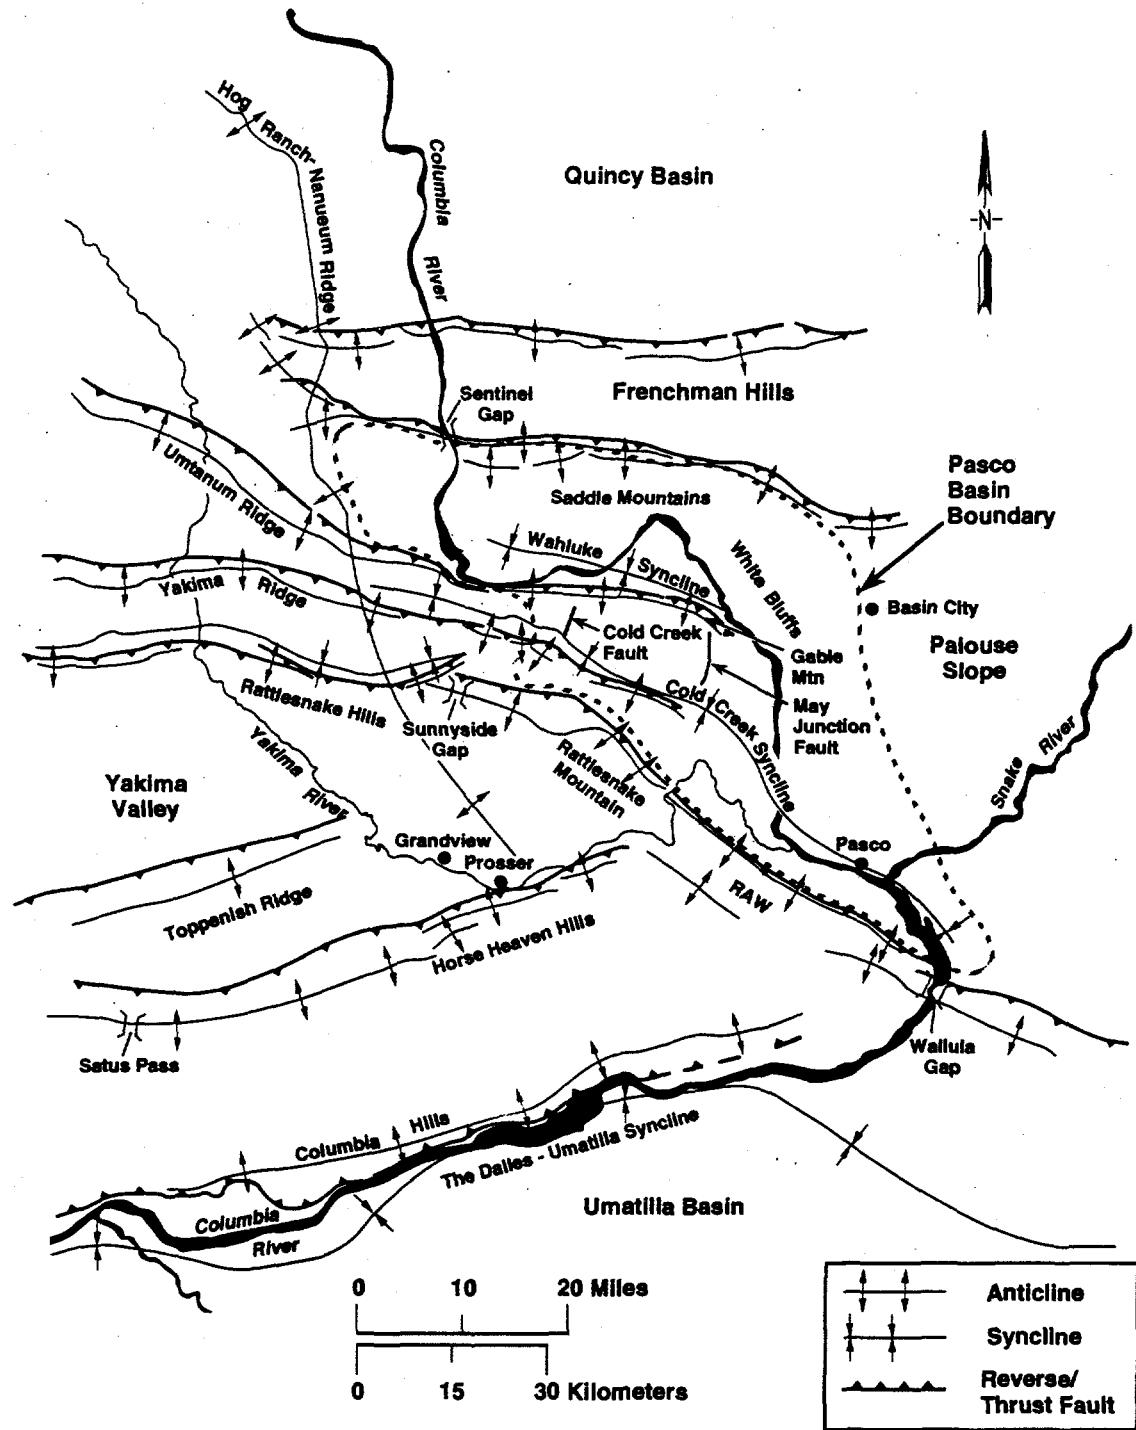 Hog
Ranch-
Nanueum Ridge
Columbia
River
Quincy Basin
-N-
Sentinel
Gap
Frenchman Hills
Pasco
Basin
Boundary
Umtanum Ridge
Saddle Mountains
Wahluke
Syncline
White Bluffs
Yakima
Ridge
Basin City
Cold Creek
Fault
Palouse
Slope
Gable
Mtn
May
Junction
Fault
Cold Creek Syncline
Rattlesnake Hills
Sunnyside
Gap
Yakima
River
Rattlesnake
Mountain
Snake
River
Yakima
Valley
Grandview
Prosser
Pasco
RAW
Toppenish Ridge
Horse Heaven Hills
Satus Pass
Wallula
Gap
Columbia
Hills
The Dalles - Umatilla Syncline
Columbia
River
Umatilla Basin
0 10 20 Miles
0 15 30 Kilometers
Anticline
Syncline
Reverse/
Thrust Fault